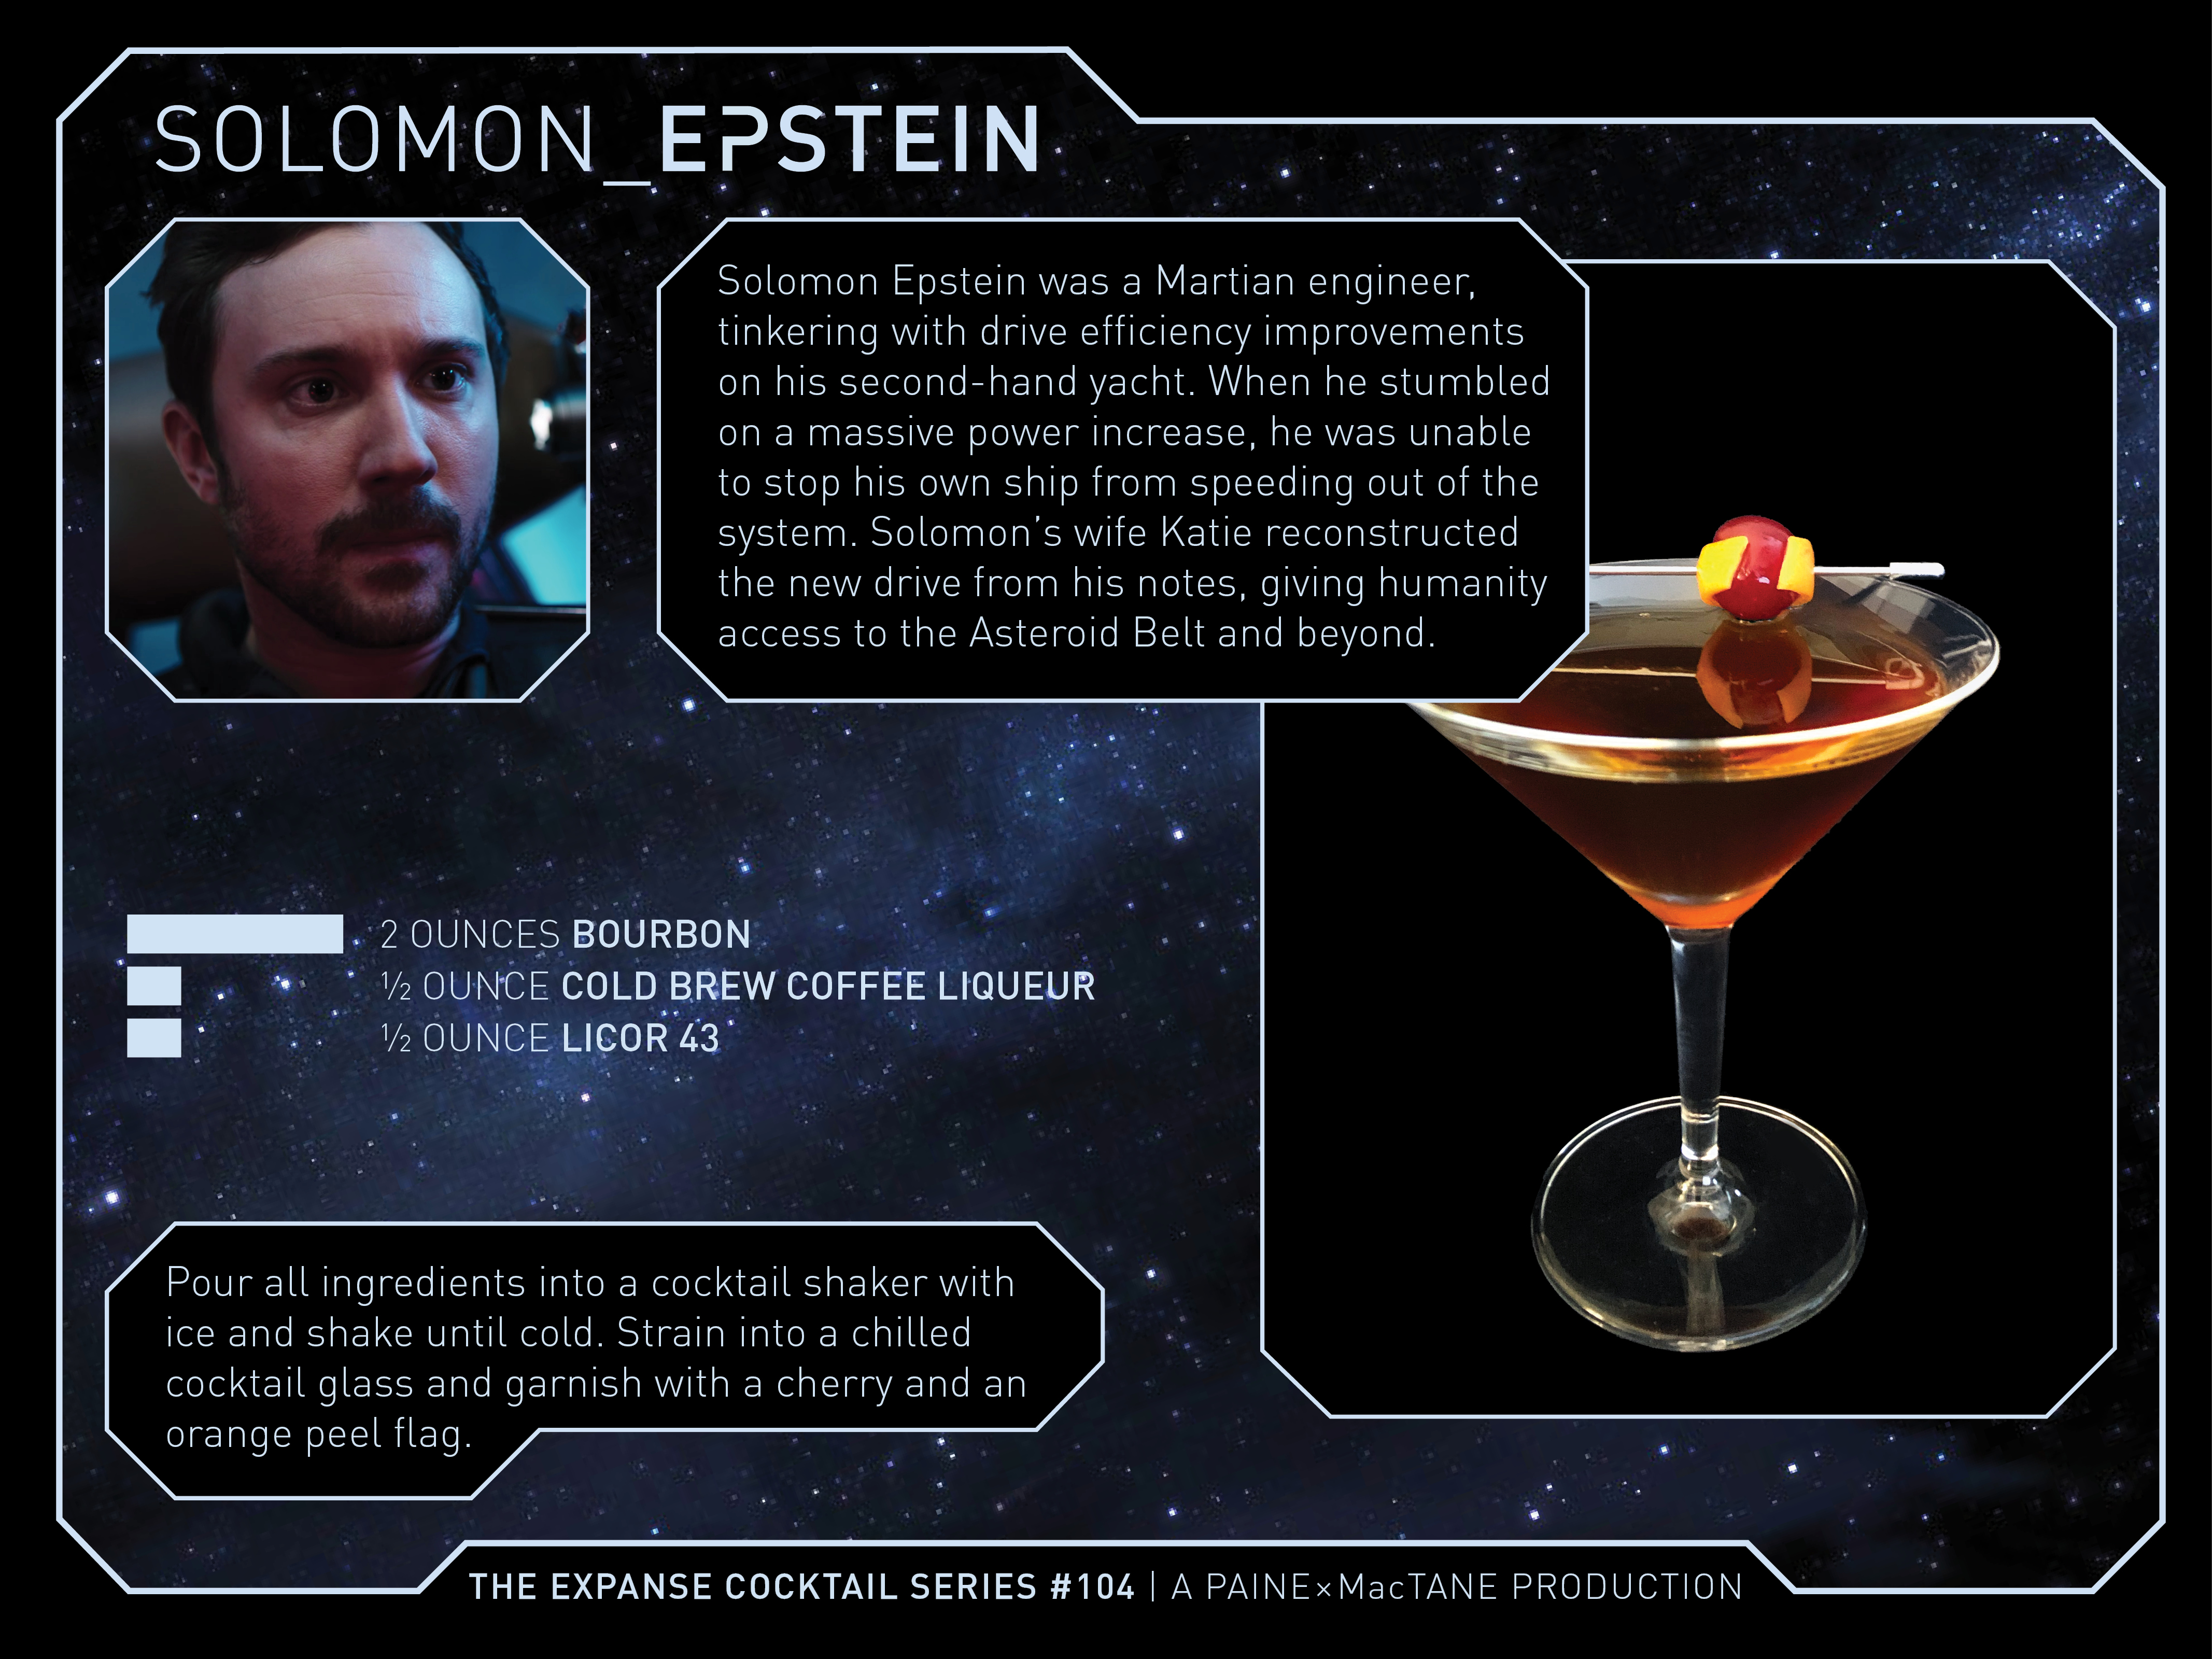 SOLOMON_EPSTEIN
Solomon Epstein was a Martian engineer,
tinkering with drive efficiency improvements
on his second-hand yacht. When he stumbled
on a massive power increase, he was unable
to stop his own ship from speeding out of the
system. Solomon’s wife Katie reconstructed
the new drive from his notes, giving humanity
access to the Asteroid Belt and beyond.
2 OUNCES BOURBON
½ OUNCE COLD BREW COFFEE LIQUEUR
½ OUNCE LICOR 43
Pour all ingredients into a cocktail shaker with
ice and shake until cold. Strain into a chilled
cocktail glass and garnish with a cherry and an
orange peel flag.
THE EXPANSE COCKTAIL SERIES #104 | A PAINE×MacTANE PRODUCTION